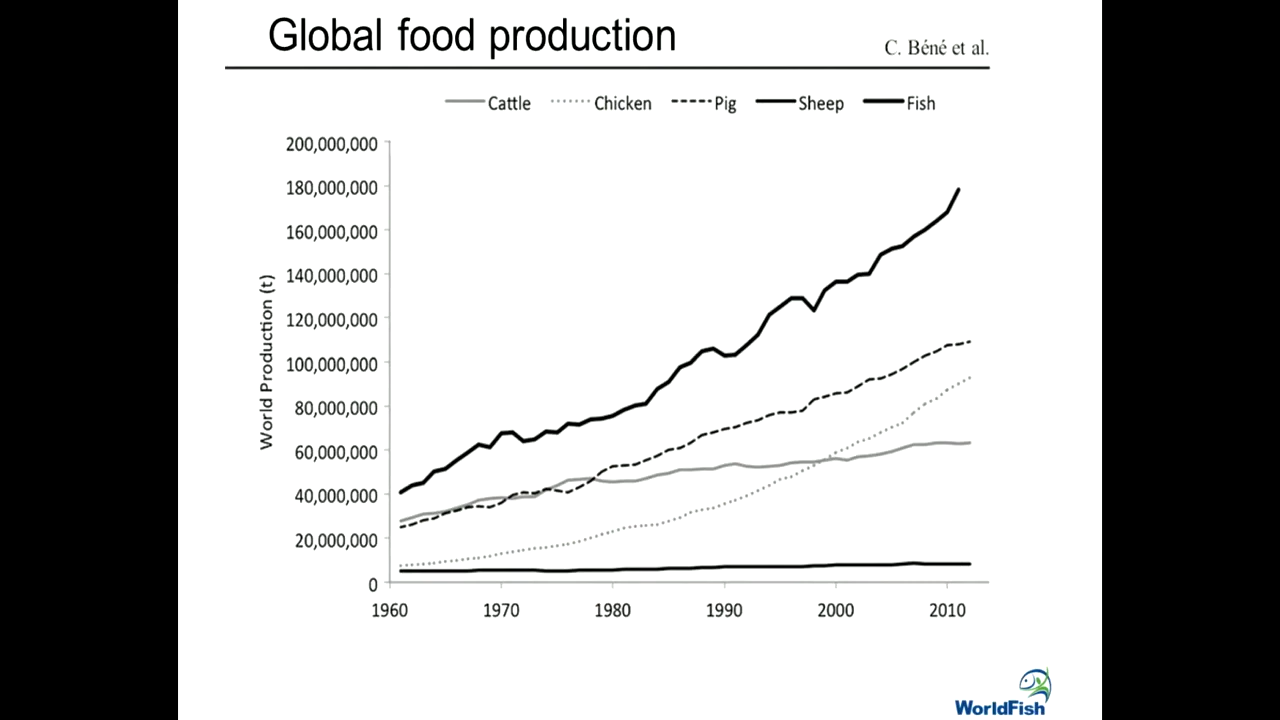 Global food production
C. Béné et al.
Cattle Chicken Pig Sheep Fish
200,000,000
180,000,000
160,000,000
140,000,000
120,000,000
100,000,000
80,000,000
60,000,000
40,000,000
20,000,000
0
World Production (t)
1960 1970 1980 1990 2000 2010
WorldFish